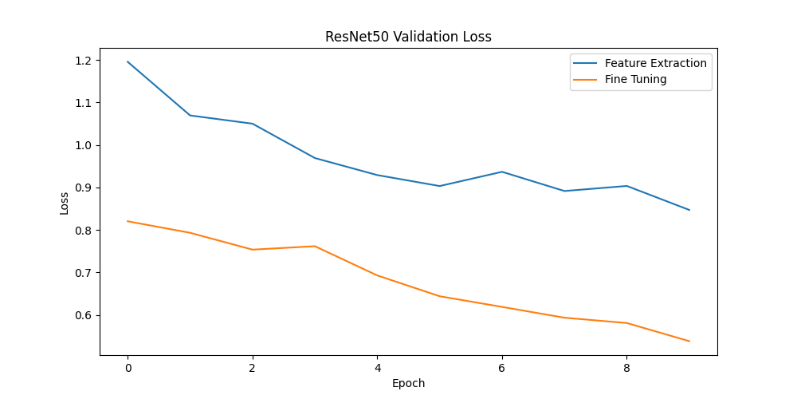 ResNet50 Validation Loss
Feature Extraction
Fine Tuning
1.2
1.1
1.0
0.9
0.8
0.7
0.6
Loss
0
2
4
6
8
Epoch